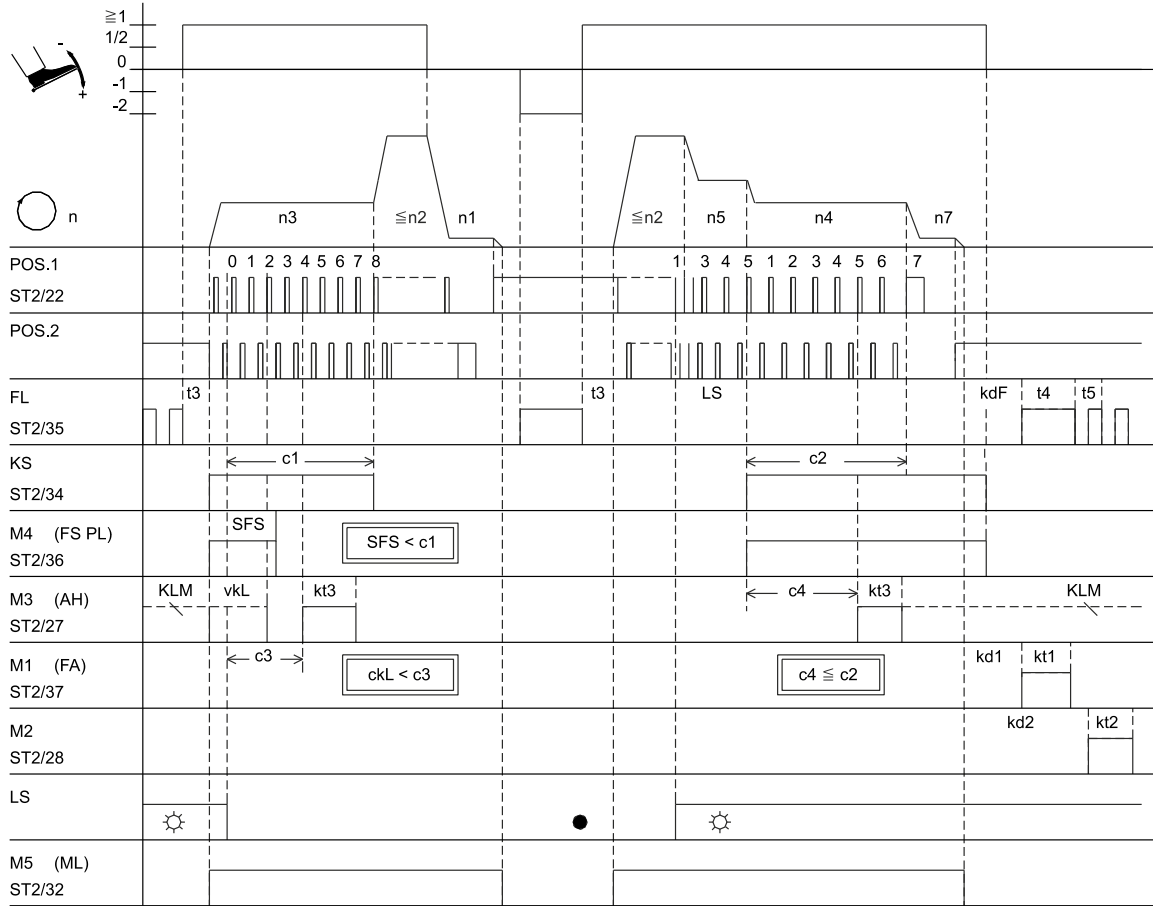 ≧1
1/2
0
-1
-2
-
+
n
n3
≦n2
n1
≦n2
n5
n4
n7
POS.1
ST2/22
0 1 2 3 4 5 6 7 8
1 3 4 5 1 2 3 4 5 6 7
POS.2
FL
ST2/35
t3
t3
LS
kdF
t4
t5
KS
ST2/34
c1
c2
M4 (FS PL)
ST2/36
SFS
SFS < c1
M3 (AH)
ST2/27
KLM
vkL
kt3
c4
kt3
KLM
M1 (FA)
ST2/37
c3
ckL < c3
c4 ≦ c2
kd1
kt1
M2
ST2/28
kd2
kt2
LS
M5 (ML)
ST2/32